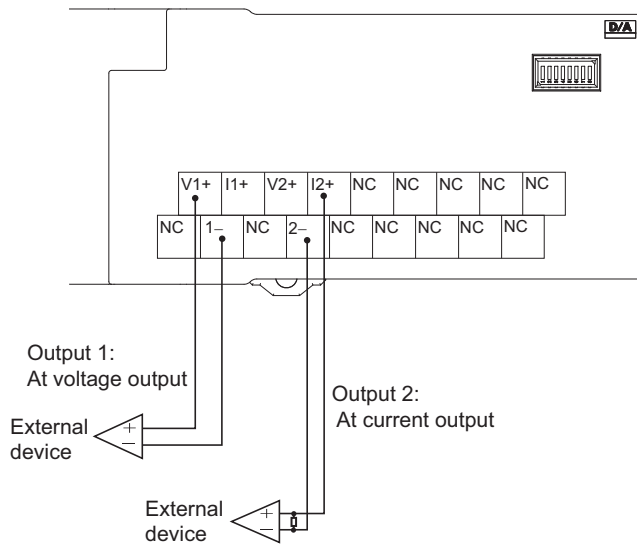 D/A
V1+ I1+ V2+ I2+ NC NC NC NC NC
NC 1– NC 2– NC NC NC NC NC
Output 1:
At voltage output
External
device
+
–
Output 2:
At current output
External
device
+
–